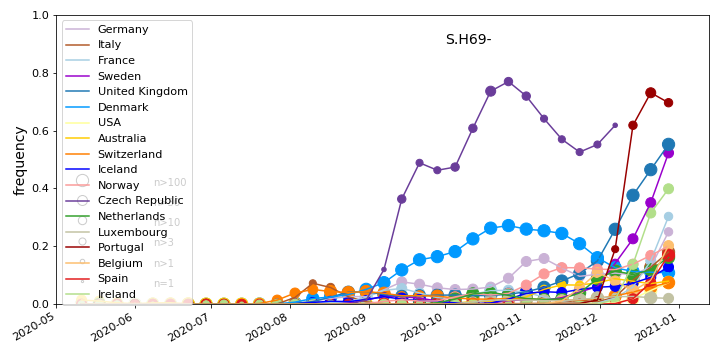 S.H69-
frequency
1.0
0.8
0.6
0.4
0.2
0.0
Germany
Italy
France
Sweden
United Kingdom
Denmark
USA
Australia
Switzerland
Iceland
Norway
Czech Republic
Netherlands
Luxembourg
Portugal
Belgium
Spain
Ireland
n>100
n>10
n>3
n>1
n=1
2020-05
2020-06
2020-07
2020-08
2020-09
2020-10
2020-11
2020-12
2021-01